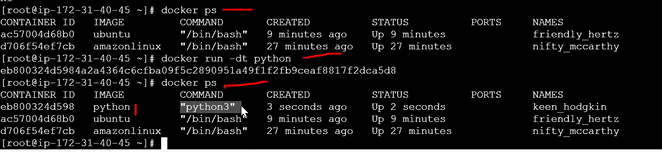 [root@ip-172-31-40-45 ~]# docker ps
CONTAINER ID IMAGE COMMAND CREATED STATUS PORTS NAMES
ac57004d68b0 ubuntu "/bin/bash" 9 minutes ago Up 9 minutes friendly_hertz
d706f54ef7cb amazonlinux "/bin/bash" 27 minutes ago Up 27 minutes nifty_mccarthy
[root@ip-172-31-40-45 ~]# docker run -dt python
eb800324d5984a2a4364c6cfba09f5c2890951a49f1f2fb9ceaf8817f2dca5d8
[root@ip-172-31-40-45 ~]# docker ps
CONTAINER ID IMAGE COMMAND CREATED STATUS PORTS NAMES
eb800324d598 python "python3" 3 seconds ago Up 2 seconds keen_hodgkin
ac57004d68b0 ubuntu "/bin/bash" 9 minutes ago Up 9 minutes friendly_hertz
d706f54ef7cb amazonlinux "/bin/bash" 27 minutes ago Up 27 minutes nifty_mccarthy
[root@ip-172-31-40-45 ~]#